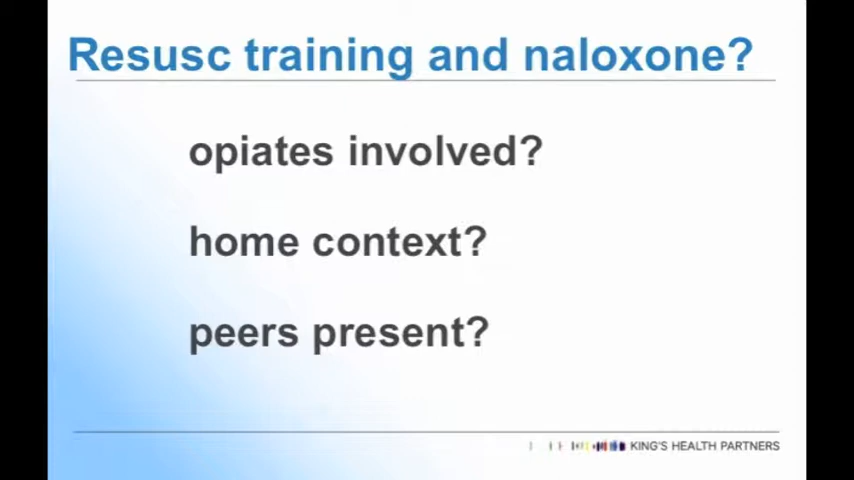 Resusc training and naloxone?
opiates involved?
home context?
peers present?
KING'S HEALTH PARTNERS